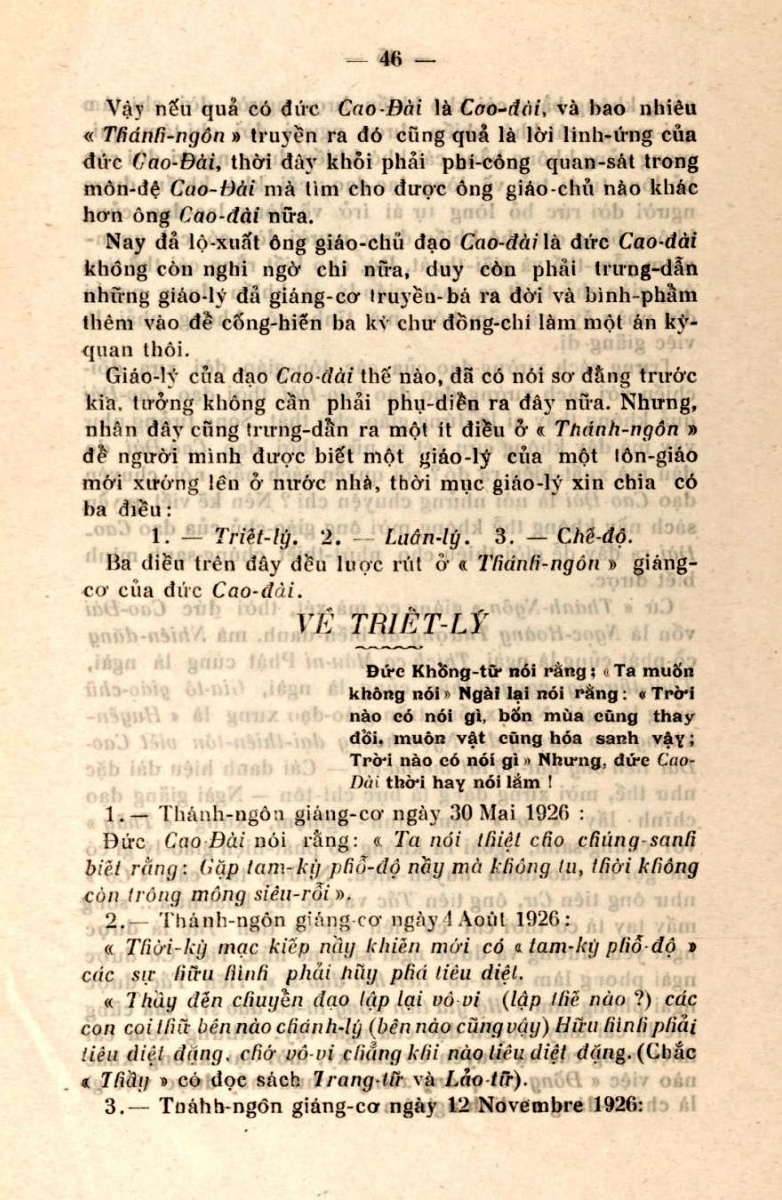 — 46 —
Vậy nếu quả có đức Cao-Đài là Cao-đài, và bao nhiêu
« Thánh-ngôn » truyền ra đó cũng quả là lời linh-ứng của
đức Cao-Đài, thời đây khỏi phải phí-công quan-sát trong
môn-đệ Cao-Đài mà tìm cho được ông giáo-chủ nào khác
hơn ông Cao-đài nữa.
Nay đả lộ-xuất ông giáo-chủ đạo Cao-đài là đức Cao-đài
không còn nghi ngờ chi nữa, duy còn phải trưng-dẫn
những giáo-lý đả giáng-cơ truyền-bá ra đời và bình-phẩm
thêm vào để cống-hiến ba kỳ chư đồng-chí làm một án kỳ-
quan thôi.
Giáo-lý của đạo Cao-đài thế nào, đã có nói sơ đằng trước
kia, tưởng không cần phải phụ-diễn ra đây nữa. Nhưng,
nhân đây cũng trưng-dẫn ra một ít điều ở « Thánh-ngôn »
để người mình được biết một giáo-lý của một tôn-giáo
mới xướng lên ở nước nhà, thời mục giáo-lý xin chia có
ba điều :
1. — Triết-lý. 2. — Luân-lý. 3. — Chế-độ.
Ba điều trên đây đều lược rút ở « Thánh-ngôn » giáng-
cơ của đức Cao-đài.
VỀ TRIẾT-LÝ
Đức Khổng-tử nói rằng ; « Ta muốn
không nói » Ngài lại nói rằng : « Trời
nào có nói gì, bốn mùa cũng thay
đổi, muôn vật cũng hóa sanh vậy ;
Trời nào có nói gì » Nhưng, đức Cao-
Đài thời hay nói lắm !
1. — Thánh-ngôn giáng-cơ ngày 30 Mai 1926 :
Đức Cao-Đài nói rằng : « Ta nói thiệt cho chúng-sanh
biết rằng : Gặp tam-kỳ phổ-độ nầy mà không tu, thời không
còn trông mông siêu-rỗi ».
2. — Thánh-ngôn giáng-cơ ngày 4 Août 1926 :
« Thời-kỳ mạc kiếp nầy khiến mới có « tam-kỳ phổ-độ »
các sự hữu hình phải hũy phá tiêu diệt.
« Thầy đến chuyển đạo lập lại vô-vi (lập thế nào ?) các
con coi thữ bên nào chánh-lý (bên nào cũng vậy) Hữu hình phải
tiêu diệt đặng, chớ vô-vi chẳng khi nào tiêu diệt đặng. (Chắc
« Thầy » có đọc sách Trang-tữ và Lảo-tữ).
3. — Tnáhh-ngôn giáng-cơ ngày 12 Novembre 1926: